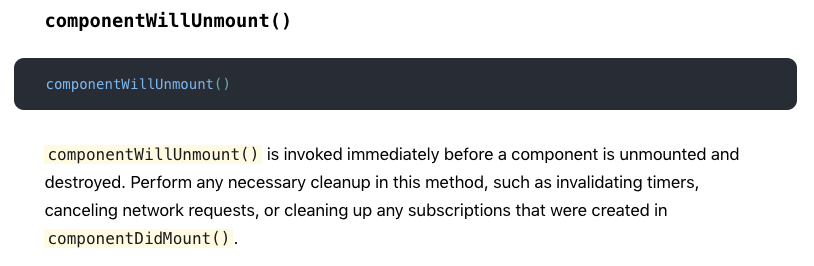 componentWillUnmount()
componentWillUnmount()
componentWillUnmount() is invoked immediately before a component is unmounted and
destroyed. Perform any necessary cleanup in this method, such as invalidating timers,
canceling network requests, or cleaning up any subscriptions that were created in
componentDidMount().